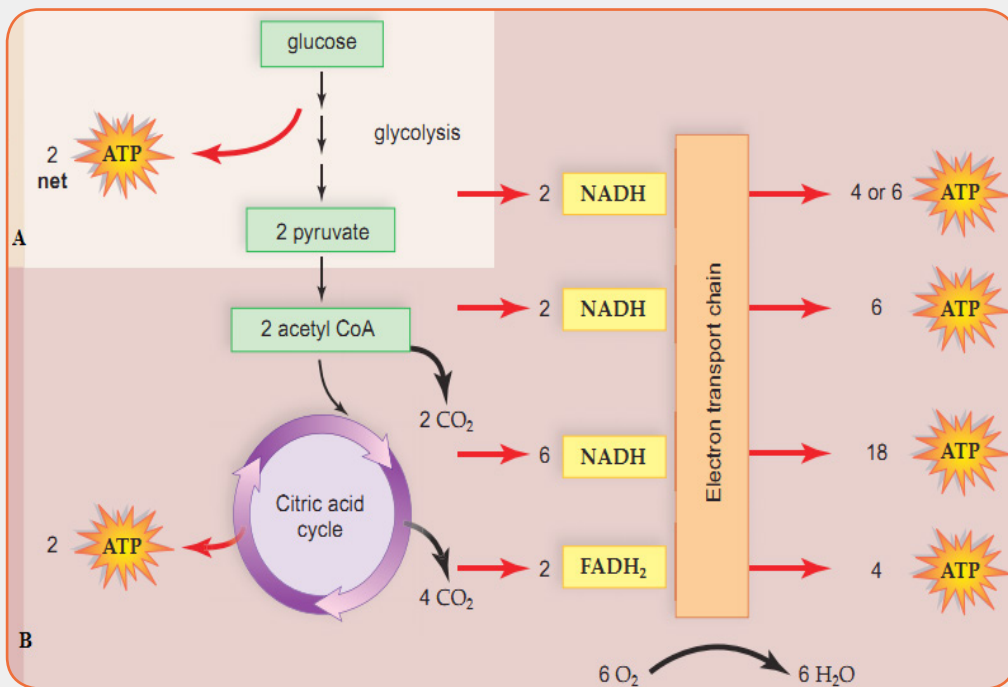 glucose
glycolysis
2 net ATP
A
2 pyruvate
2 NADH
4 or 6 ATP
2 acetyl CoA
2 CO₂
2 NADH
6 ATP
Electron transport chain
Citric acid
cycle
2 ATP
4 CO₂
6 NADH
18 ATP
2 FADH₂
4 ATP
B
6 O₂
6 H₂O